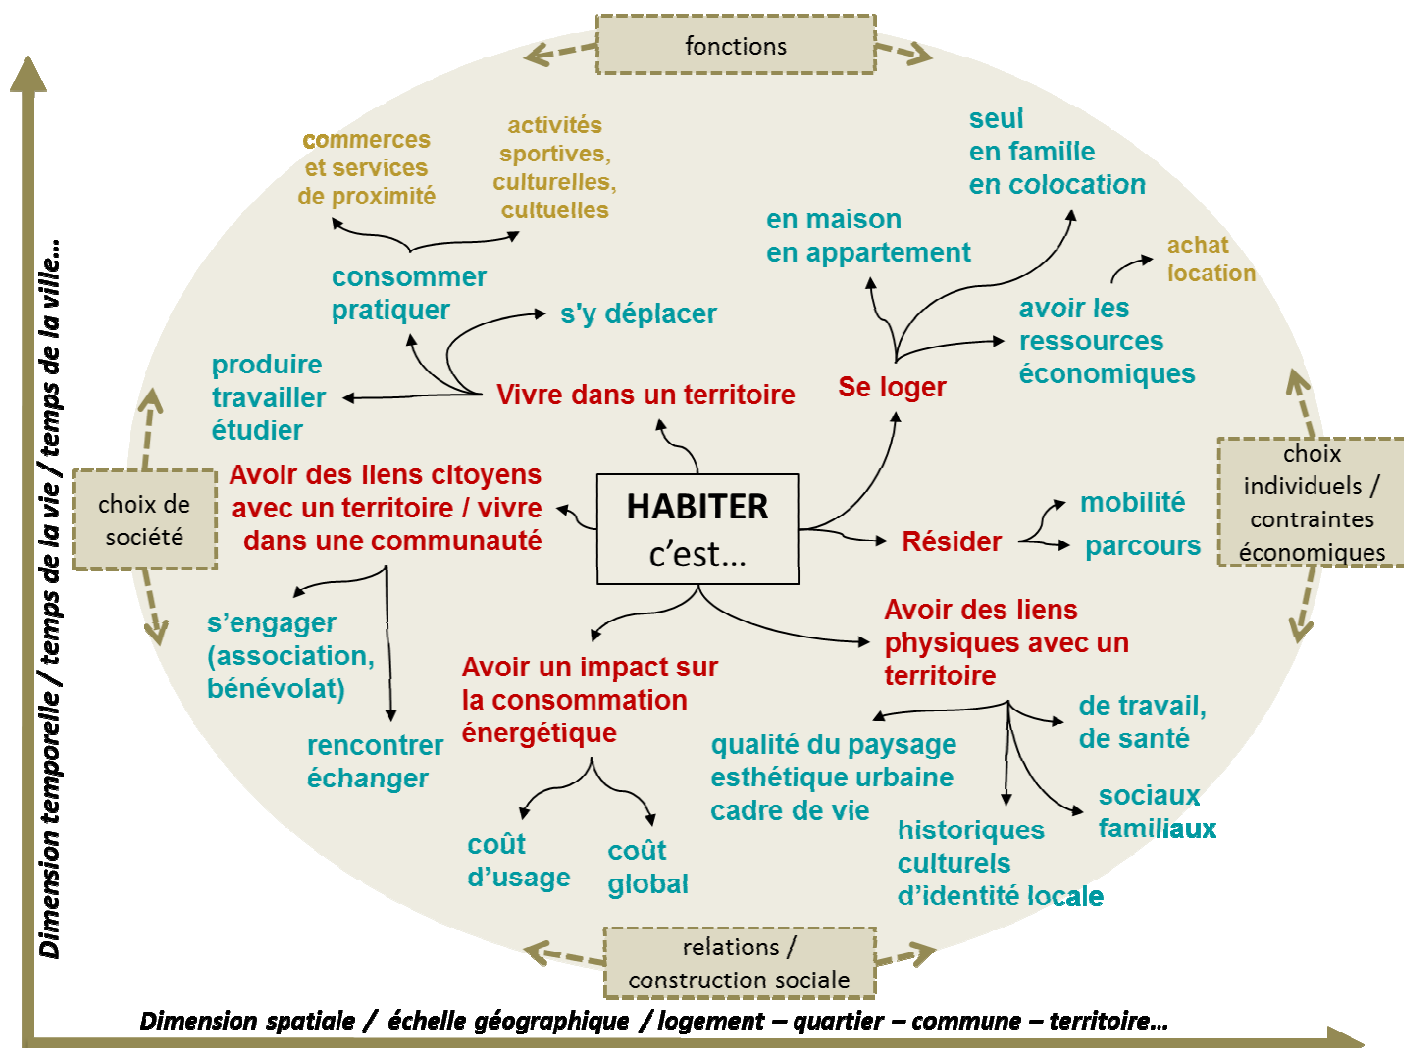 fonctions
commerces
et services
de proximité
activités
sportives,
culturelles,
cultuelles
seul
en famille
en colocation
en maison
en appartement
achat
location
consommer
pratiquer
s'y déplacer
avoir les
ressources
économiques
produire
travailler
étudier
Vivre dans un territoire
Se loger
choix de
société
Avoir des liens citoyens
avec un territoire / vivre
dans une communauté
HABITER
c'est...
Résider
mobilité
parcours
choix
individuels /
contraintes
économiques
s'engager
(association,
bénévolat)
rencontrer
échanger
Avoir un impact sur
la consommation
énergétique
coût
d'usage
coût
global
Avoir des liens
physiques avec un
territoire
qualité du paysage
esthétique urbaine
cadre de vie
de travail,
de santé
sociaux
familiaux
historiques
culturels
d'identité locale
relations /
construction sociale
Dimension temporelle / temps de la vie / temps de la ville...
Dimension spatiale / échelle géographique / logement – quartier – commune – territoire...